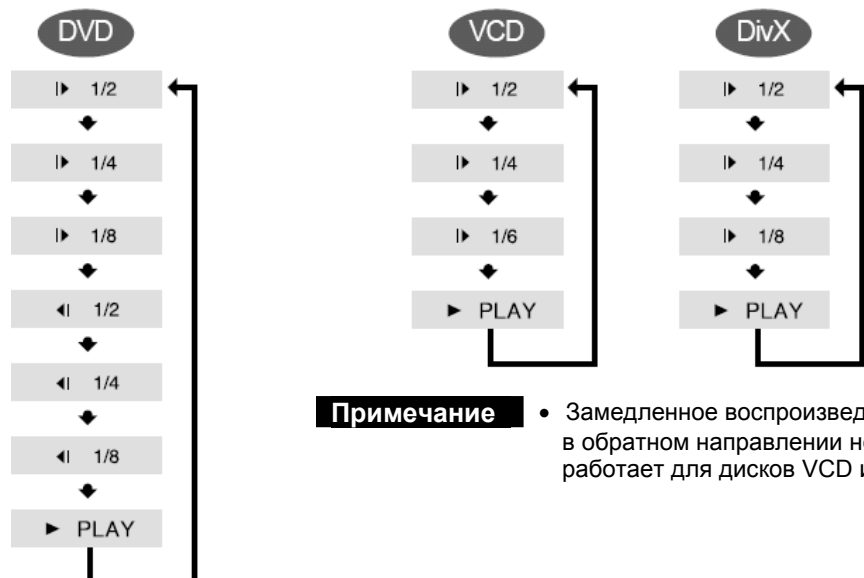 DVD
1/2
1/4
1/8
1/2
1/4
1/8
PLAY
VCD
1/2
1/4
1/6
PLAY
DivX
1/2
1/4
1/8
PLAY
Примечание
• Замедленное
в обратном направлении
работает для дисков VCD